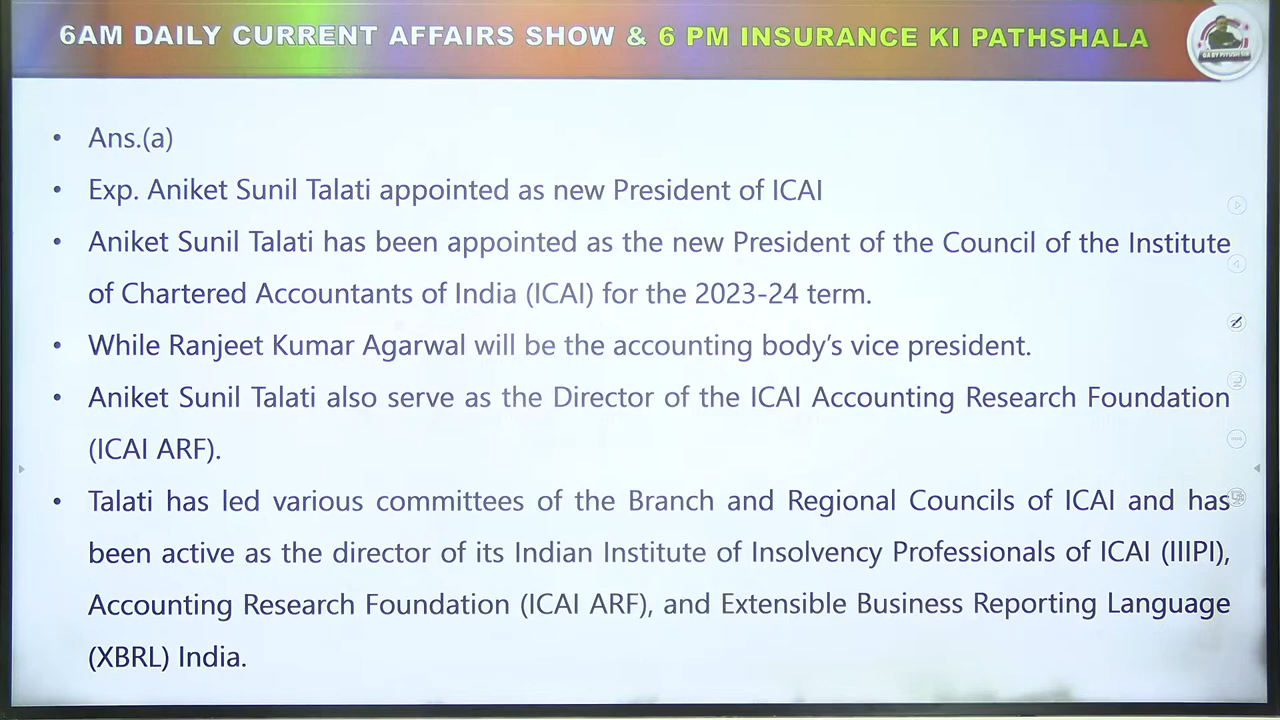 6AM DAILY CURRENT AFFAIRS SHOW & 6 PM INSURANCE KI PATHSHALA
GA BY PIYUSH SIR
• Ans.(a)
• Exp. Aniket Sunil Talati appointed as new President of ICAI
• Aniket Sunil Talati has been appointed as the new President of the Council of the Institute
of Chartered Accountants of India (ICAI) for the 2023-24 term.
• While Ranjeet Kumar Agarwal will be the accounting body’s vice president.
• Aniket Sunil Talati also serve as the Director of the ICAI Accounting Research Foundation
(ICAI ARF).
• Talati has led various committees of the Branch and Regional Councils of ICAI and has
been active as the director of its Indian Institute of Insolvency Professionals of ICAI (IIIPI),
Accounting Research Foundation (ICAI ARF), and Extensible Business Reporting Language
(XBRL) India.